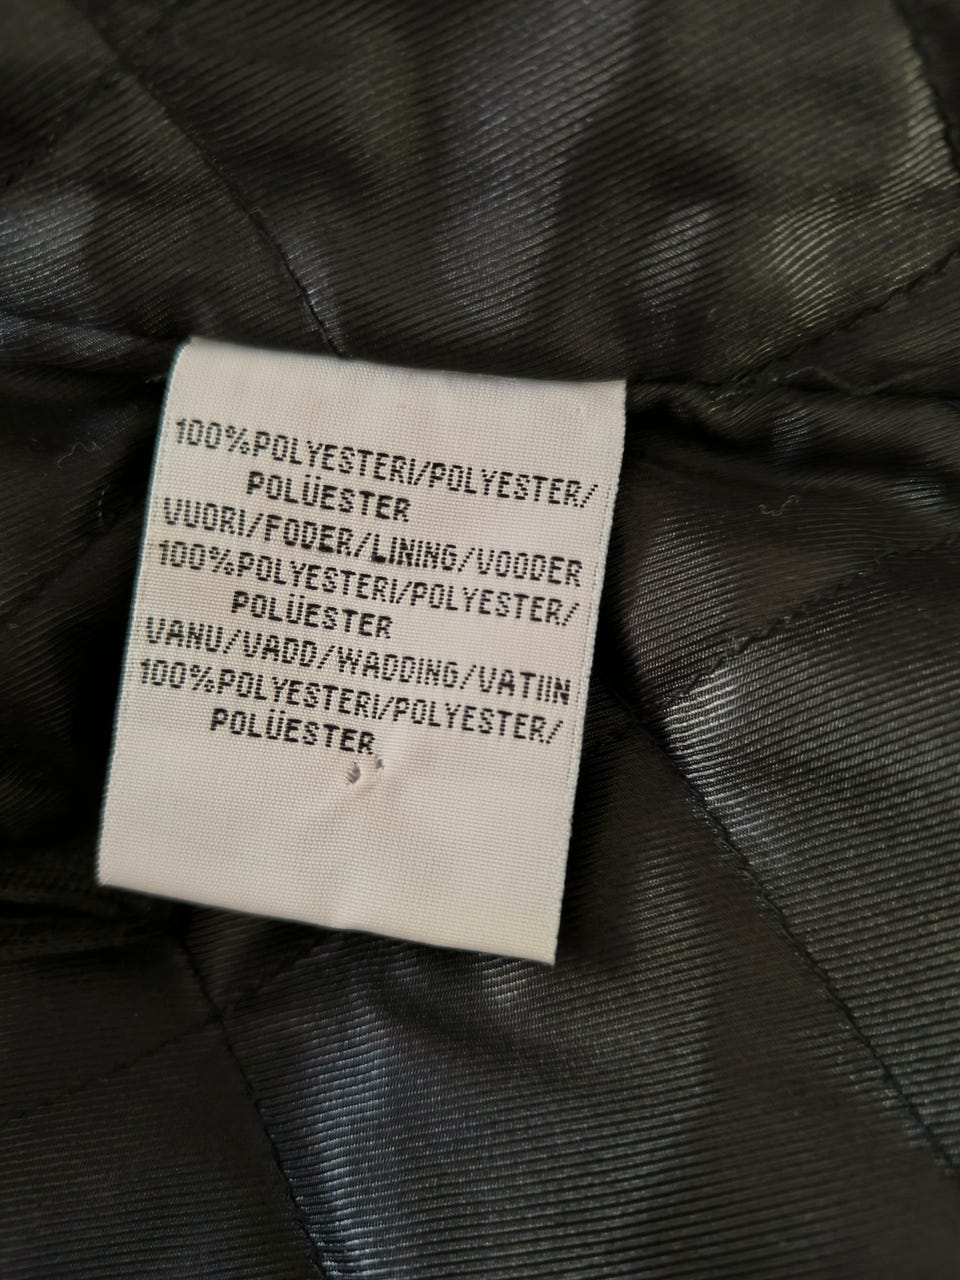 100%POLYESTERI/POLYESTER/
POLÜESTER
VUORI/FODER/LINING/VOODER
100%POLYESTERI/POLYESTER/
POLÜESTER
VANU/VADD/WADDING/VATIIN
100%POLYESTERI/POLYESTER/
POLÜESTER